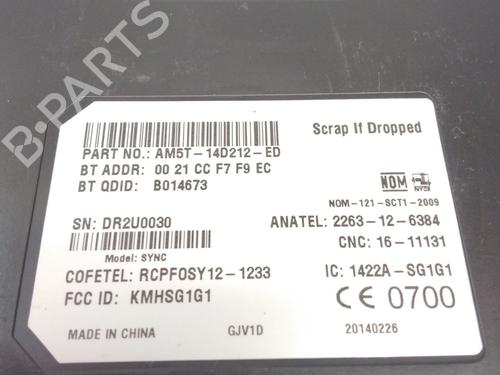 B-PARTS
Scrap If Dropped
PART NO.: AM5T-14D212-ED
BT ADDR: 00 21 CC F7 F9 EC
BT QDID: B014673
NOM
NOM-121-SCT1-2009
SN: DR2U0030
ANATEL: 2263-12-6384
Model: SYNC
CNC: 16-11131
COFETEL: RCPFOSY12-1233
IC: 1422A-SG1G1
FCC ID: KMHSG1G1
CE 0700
MADE IN CHINA
GJV1D
20140226